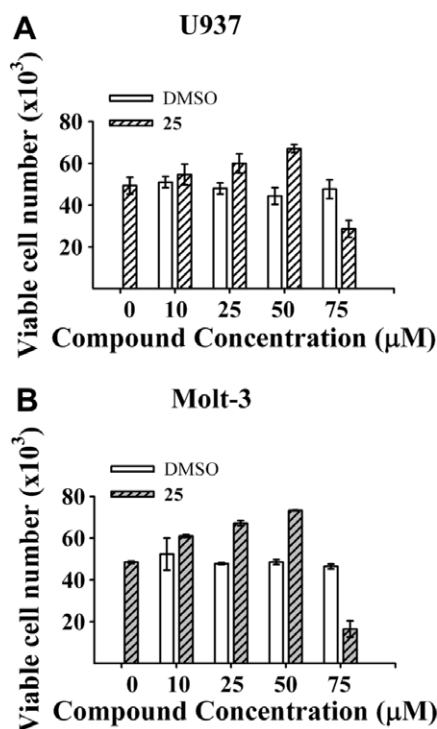 A
U937
DMSO
25
Viable cell number (x10³)
80
60
40
20
0 10 25 50 75
Compound Concentration (μM)
B
Molt-3
DMSO
25
Viable cell number (x10³)
80
60
40
20
0 10 25 50 75
Compound Concentration (μM)